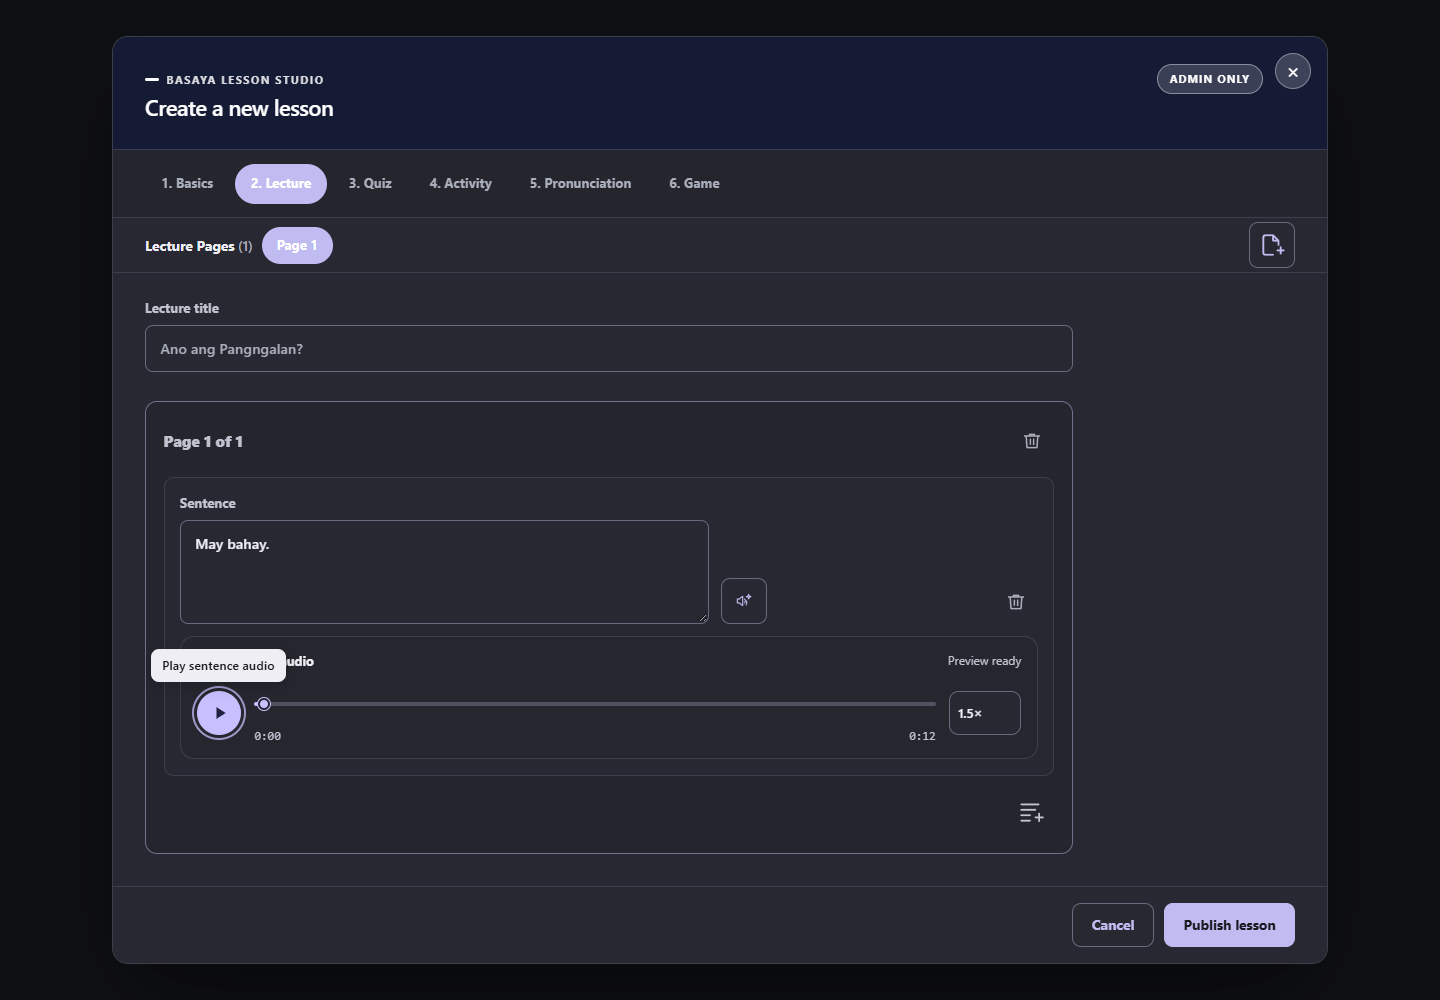 BASAYA LESSON STUDIO
Create a new lesson
ADMIN ONLY
1. Basics
2. Lecture
3. Quiz
4. Activity
5. Pronunciation
6. Game
Lecture Pages (1)
Page 1
Lecture title
Ano ang Pangngalan?
Page 1 of 1
Sentence
May bahay.
Play sentence audio
Preview ready
0:00
0:12
1.5×
Cancel
Publish lesson